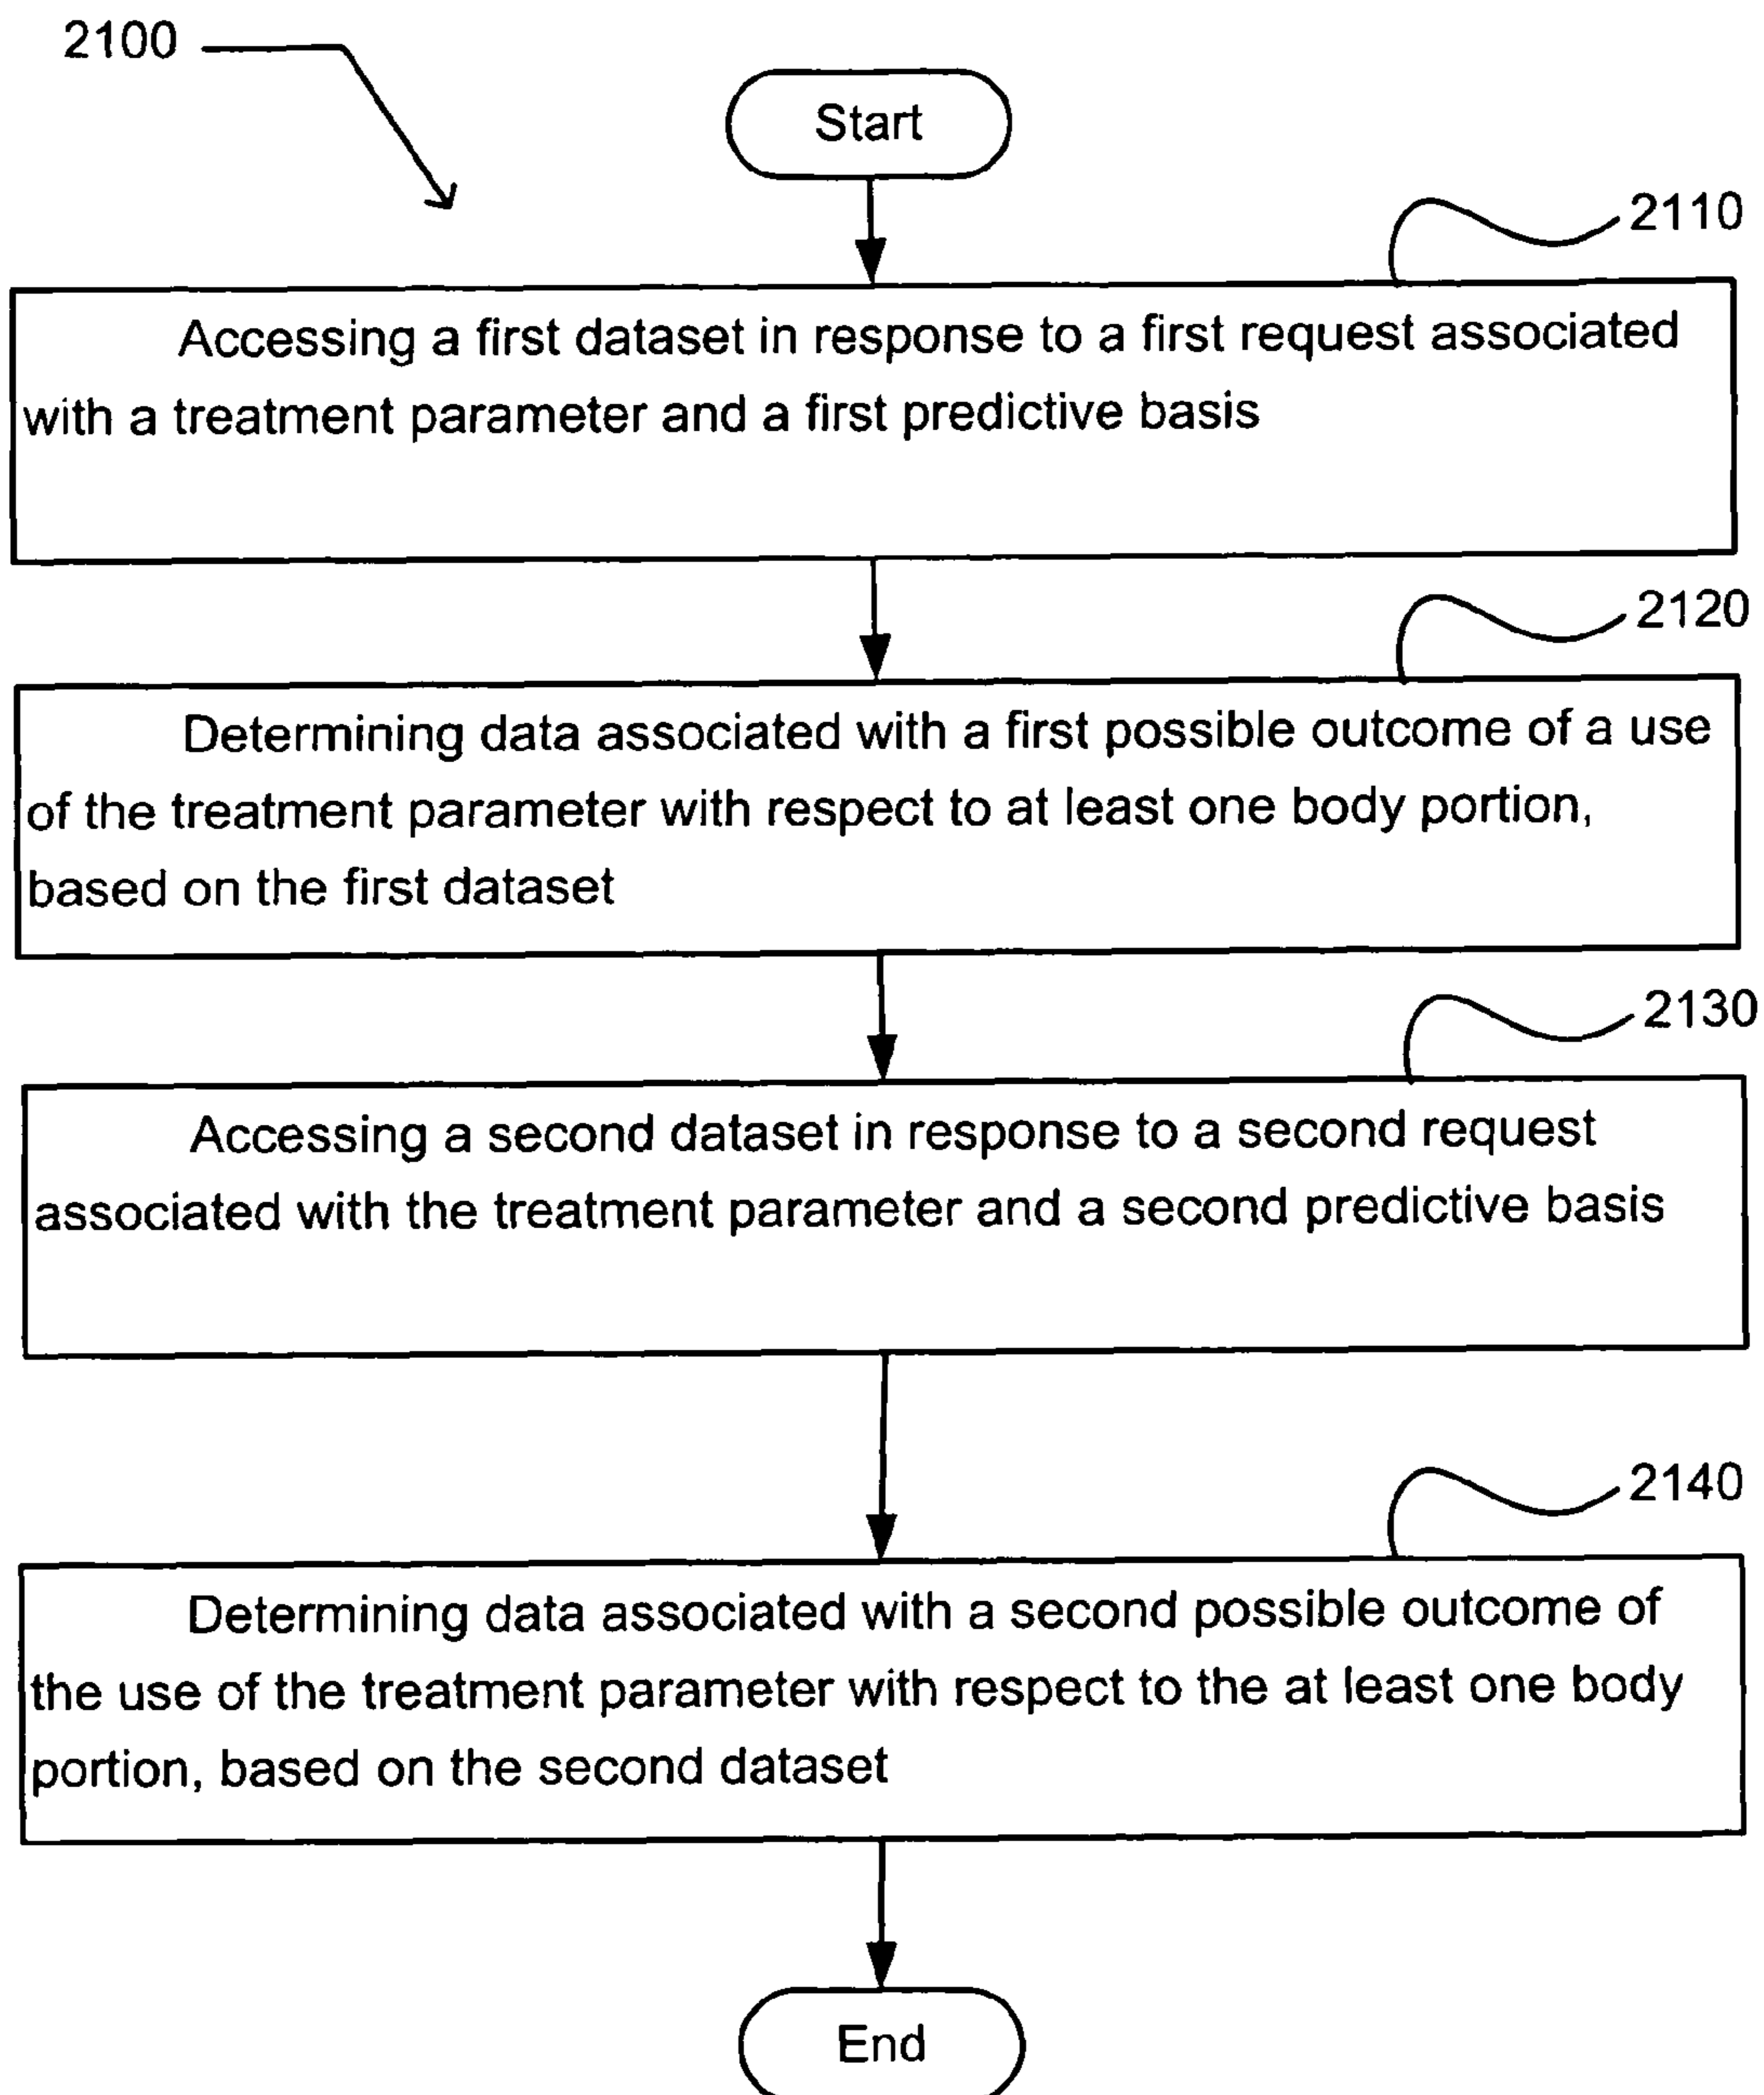 2100
Start
2110
Accessing a first dataset in response to a first request associated
with a treatment parameter and a first predictive basis
2120
Determining data associated with a first possible outcome of a use
of the treatment parameter with respect to at least one body portion,
based on the first dataset
2130
Accessing a second dataset in response to a second request
associated with the treatment parameter and a second predictive basis
2140
Determining data associated with a second possible outcome of
the use of the treatment parameter with respect to the at least one body
portion, based on the second dataset
End